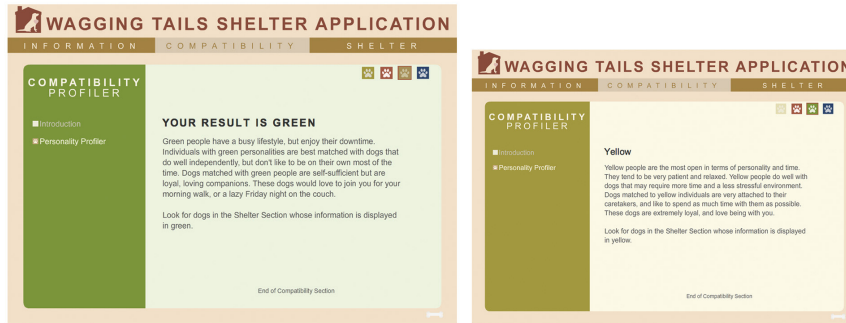 WAGGING TAILS SHELTER APPLICATION
INFORMATION COMPATIBILITY SHELTER
COMPATIBILITY
PROFILER
Introduction
Personality Profiler
YOUR RESULT IS GREEN
Green people have a busy lifestyle, but enjoy their downtime.
Individuals with green personalities are best matched with dogs that
do well independently, but don't like to be on their own most of the
time. Dogs matched with green people are self-sufficient but are
loyal, loving companions. These dogs would love to join you for your
morning walk, or a lazy Friday night on the couch.
Look for dogs in the Shelter Section whose information is displayed
in green.
End of Compatibility Section
WAGGING TAILS SHELTER APPLICATION
INFORMATION COMPATIBILITY SHELTER
COMPATIBILITY
PROFILER
Introduction
Personality Profiler
Yellow
Yellow people are the most open in terms of personality and time.
They tend to be very patient and relaxed. Yellow people do well with
dogs that may require more time and a less stressful environment.
Dogs matched to yellow individuals are very attached to their
caretakers, and like to spend as much time with them as possible.
These dogs are extremely loyal, and love being with you.
Look for dogs in the Shelter Section whose information is displayed
in yellow.
End of Compatibility Section